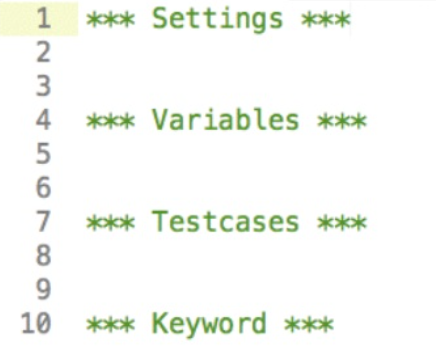 1 *** Settings ***
2
3
4 *** Variables ***
5
6
7 *** Testcases ***
8
9
10 *** Keyword ***